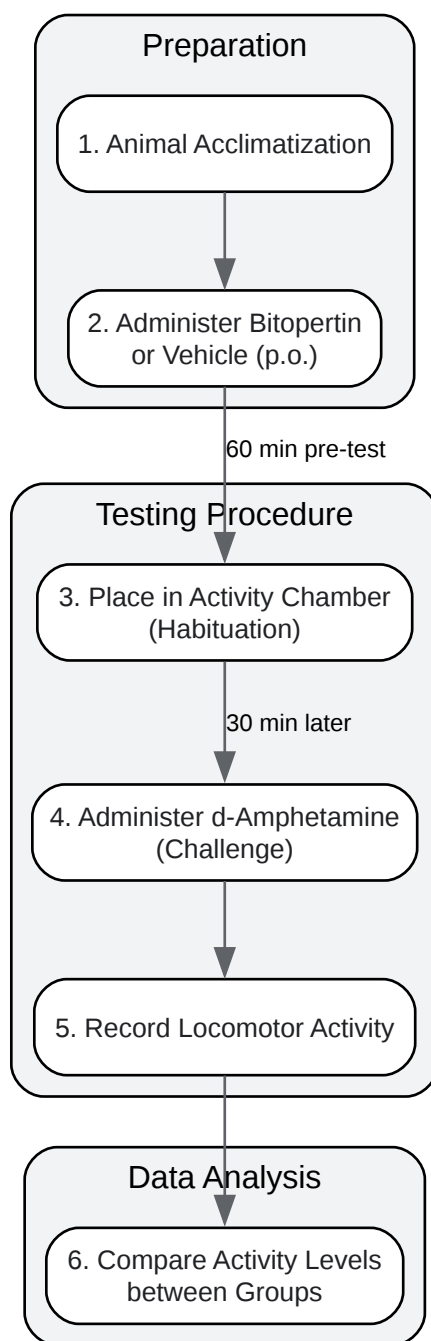 Preparation
1. Animal Acclimatization
2. Administer Bitopertin
or Vehicle (p.o.)
60 min pre-test
Testing Procedure
3. Place in Activity Chamber
(Habituation)
30 min later
4. Administer d-Amphetamine
(Challenge)
5. Record Locomotor Activity
Data Analysis
6. Compare Activity Levels
between Groups